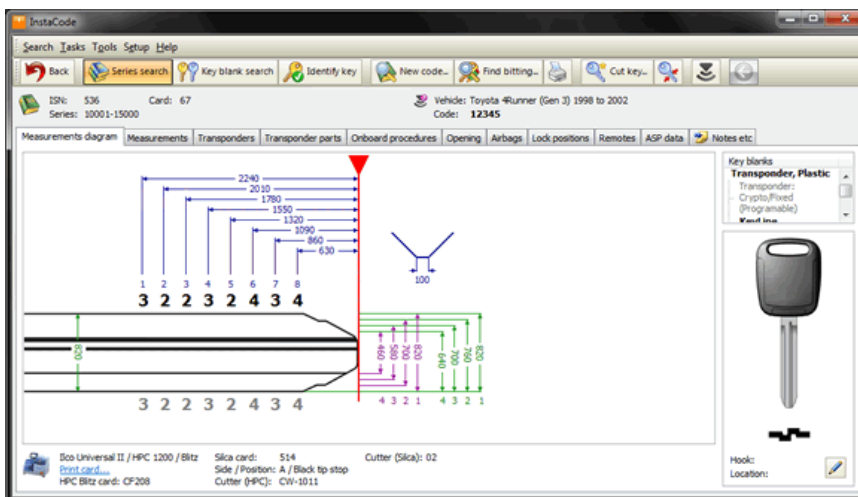 InstaCode
Search Tasks Tools Setup Help
Back Series search Key blank search Identify key New code... Find bitting... Cut key...
ISN: 536 Card: 67 Vehicle: Toyota 4Runner (Gen 3) 1998 to 2002
Series: 10001-15000 Code: 12345
Measurements diagram Measurements Transponders Transponder parts Onboard procedures Opening Airbags Lock positions Remotes ASP data Notes etc
Key blanks
Transponder, Plastic
Transponder:
Crypto/Fixed
(Programable)
KeyLine
2240
2010
1780
1550
1320
1090
860
630
100
1 2 3 4 5 6 7 8
3 2 2 3 2 4 3 4
820
460 580 700 820 640 700 760 820
4 3 2 1 4 3 2 1
3 2 2 3 2 4 3 4
Ilco Universal II / HPC 1200 / Blitz Silca card: 514 Cutter (Silca): 02
Print card... Side / Position: A / Black tip stop
HPC Blitz card: CF208 Cutter (HPC): CW-1011
Hook:
Location: